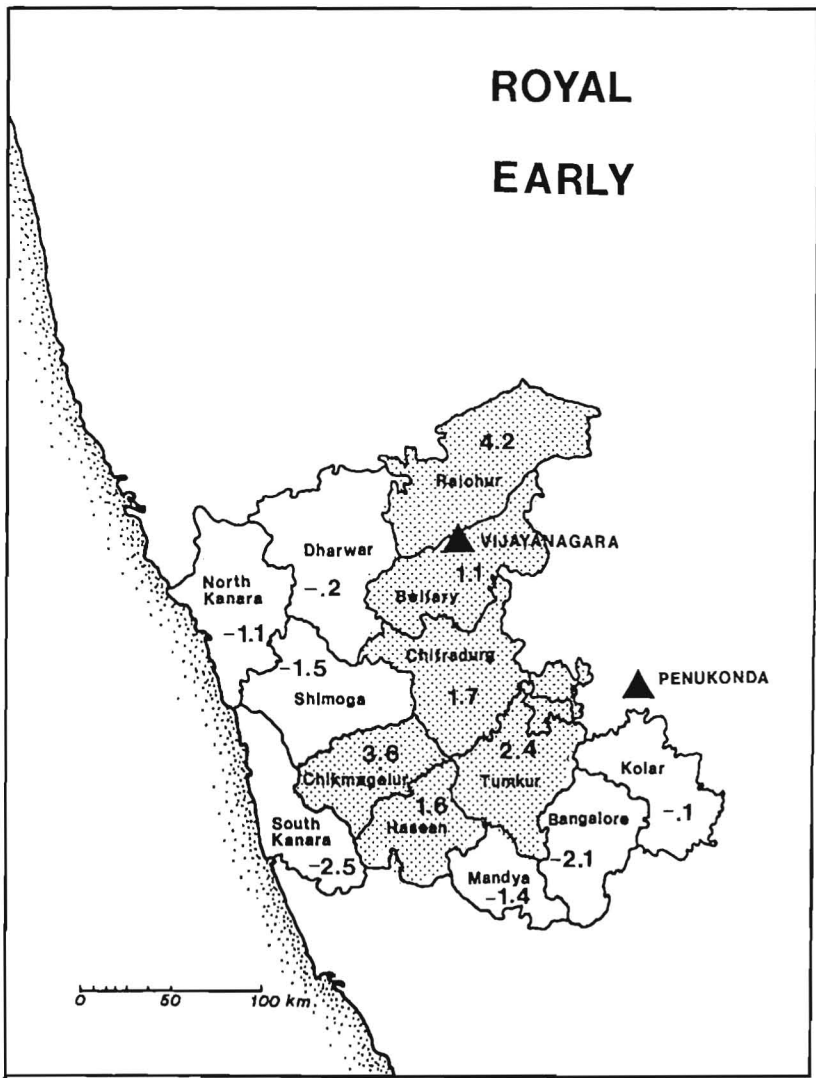 ROYAL
EARLY
4.2
Raichur
VIJAYANAGARA
Dharwar
-.2
1.1
Bellary
North
Kanara
-1.1
Chitradurg
1.7
-1.5
Shimoga
PENUKONDA
3.6
Chikmagalur
2.4
Tumkur
Kolar
-.1
1.6
Hassan
Bangalore
-2.1
South
Kanara
-2.5
Mandya
-1.4
0 50 100 km